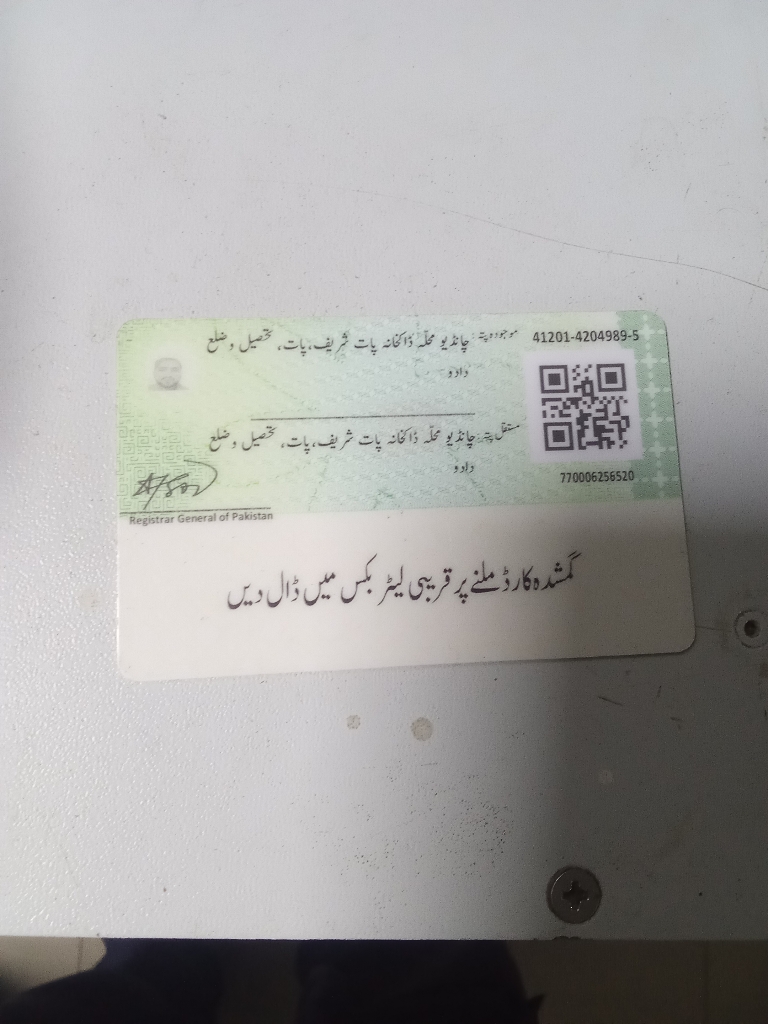 موجودہ پتہ: چانڈیو محلہ ڈاکخانہ پات شریف، پات، تحصیل و ضلع
دادو
41201-4204989-5
مستقل پتہ: چانڈیو محلہ ڈاکخانہ پات شریف، پات، تحصیل و ضلع
دادو
770006256520
Registrar General of Pakistan
گمشدہ کارڈ ملنے پر قریبی لیٹر بکس میں ڈال دیں